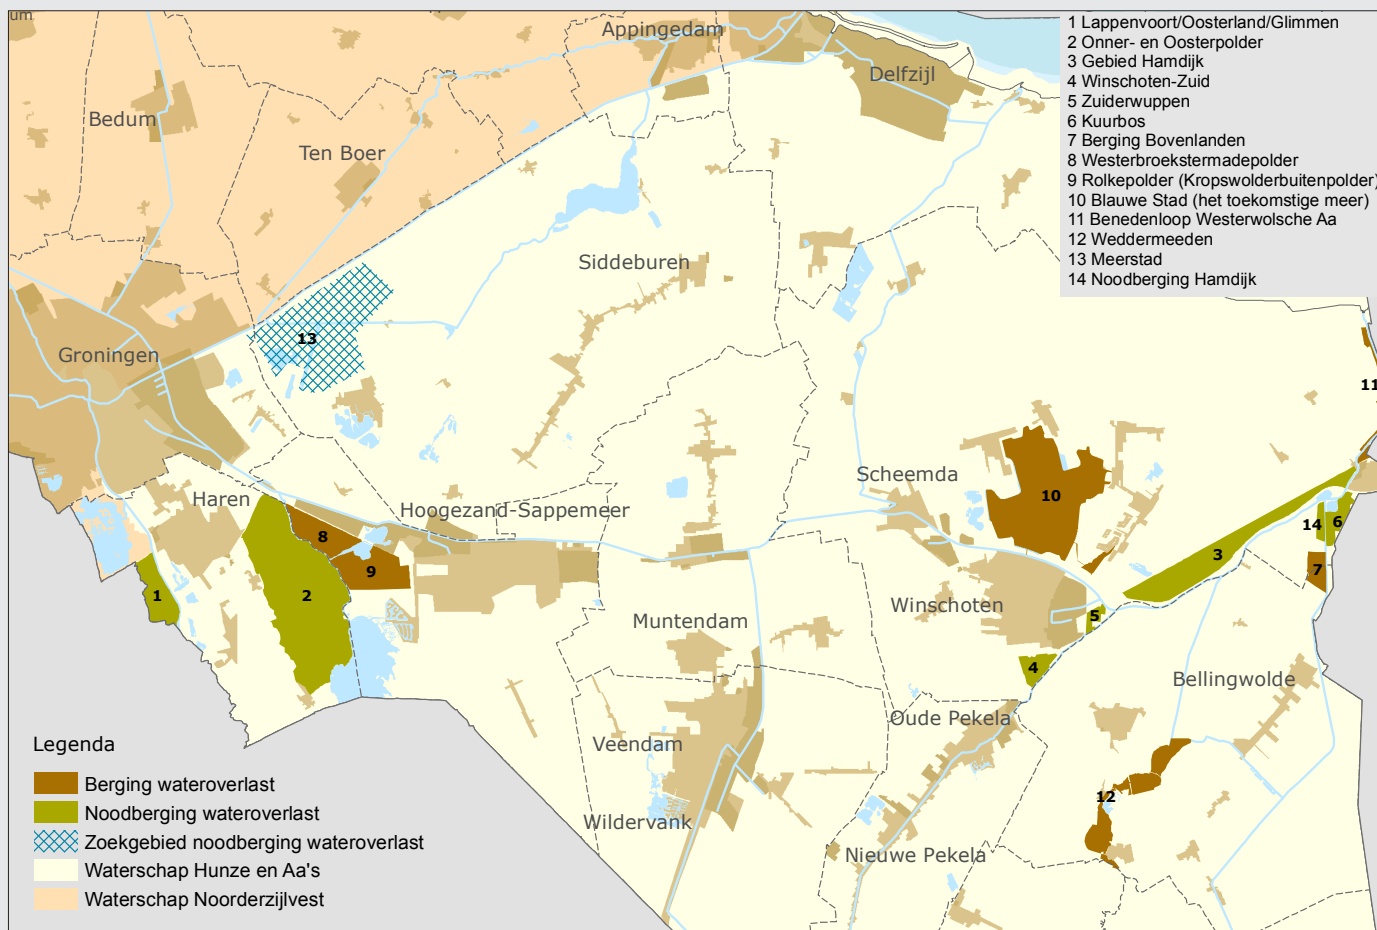 um
Appingedam
Delfzijl
Bedum
Ten Boer
Siddeburen
Groningen
Haren
Hoogezand-Sappemeer
Scheemda
Winschoten
Muntendam
Bellingwolde
Oude Pekela
Veendam
Wildervank
Nieuwe Pekela
1
2
3
4
5
6
7
8
9
10
11
12
13
14
1 Lappenvoort/Oosterland/Glimmen
2 Onner- en Oosterpolder
3 Gebied Hamdijk
4 Winschoten-Zuid
5 Zuiderwuppen
6 Kuurbos
7 Berging Bovenlanden
8 Westerbroekstermadepolder
9 Rolkepolder (Kropswolderbuitenpolder)
10 Blauwe Stad (het toekomstige meer)
11 Benedenloop Westerwolsche Aa
12 Weddermeeden
13 Meerstad
14 Noodberging Hamdijk
Legenda
Berging wateroverlast
Noodberging wateroverlast
Zoekgebied noodberging wateroverlast
Waterschap Hunze en Aa's
Waterschap Noorderzijlvest